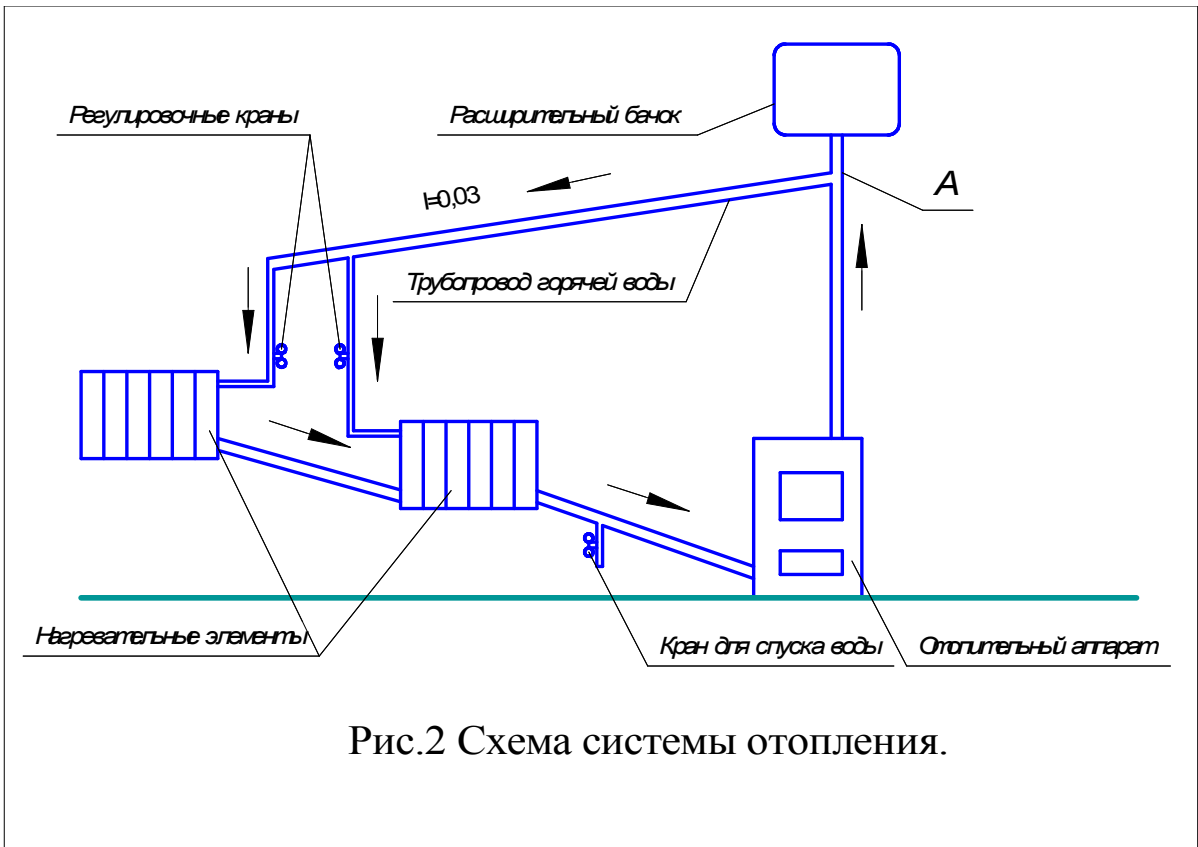 Регулировочные краны
Расширительный бачок
A
I=0,03
Трубопровод горячей воды
Нагревательные элементы
Кран для спуска воды
Отопительный аппарат
Рис.2 Схема системы отопления.